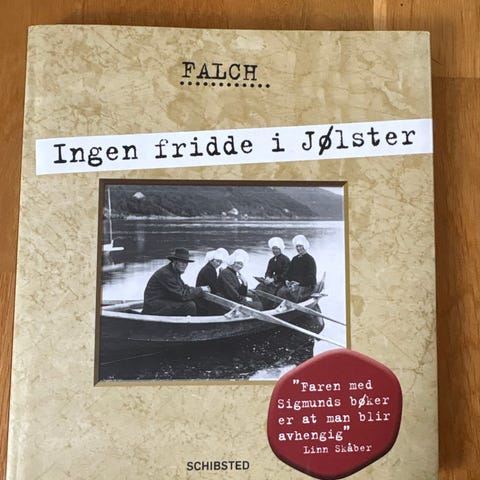 FALCH
Ingen fridde i Jølster
"Faren med
Sigmunds bøker
er at man blir
avhengig"
Linn Skåber
SCHIBSTED